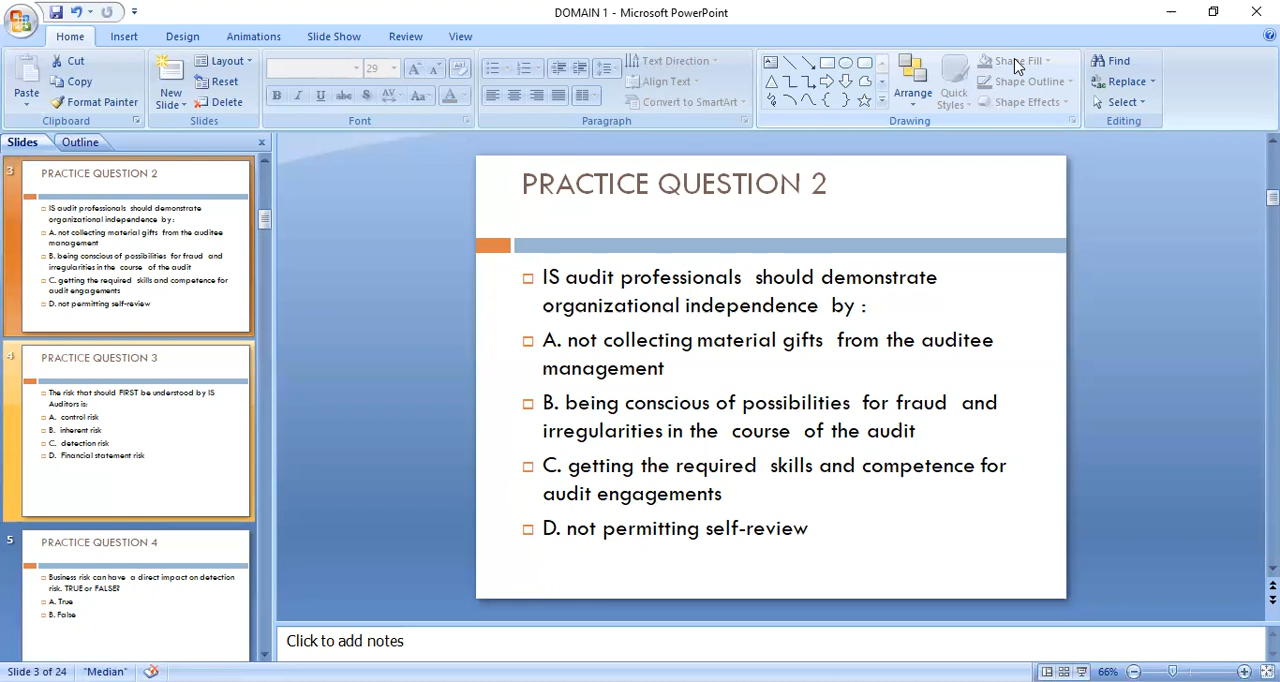 DOMAIN 1 - Microsoft PowerPoint
Home Insert Design Animations Slide Show Review View
Paste
Cut
Copy
Format Painter
Clipboard
New
Slide
Layout
Reset
Delete
Slides
29
B I U abc S AV Aa A
Font
Text Direction
Align Text
Convert to SmartArt
Paragraph
Arrange
Quick
Styles
Shape Fill
Shape Outline
Shape Effects
Drawing
Find
Replace
Select
Editing
Slides Outline
3
PRACTICE QUESTION 2
IS audit professionals should demonstrate
organizational independence by :
A. not collecting material gifts from the auditee
management
B. being conscious of possibilities for fraud and
irregularities in the course of the audit
C. getting the required skills and competence for
audit engagements
D. not permitting self-review
4
PRACTICE QUESTION 3
The risk that should FIRST be understood by IS
Auditors is:
A. control risk
B. inherent risk
C. detection risk
D. Financial statement risk
5
PRACTICE QUESTION 4
Business risk can have a direct impact on detection
risk. TRUE or FALSE?
A. True
B. False
PRACTICE QUESTION 2
IS audit professionals should demonstrate
organizational independence by :
A. not collecting material gifts from the auditee
management
B. being conscious of possibilities for fraud and
irregularities in the course of the audit
C. getting the required skills and competence for
audit engagements
D. not permitting self-review
Click to add notes
Slide 3 of 24 "Median" 66%